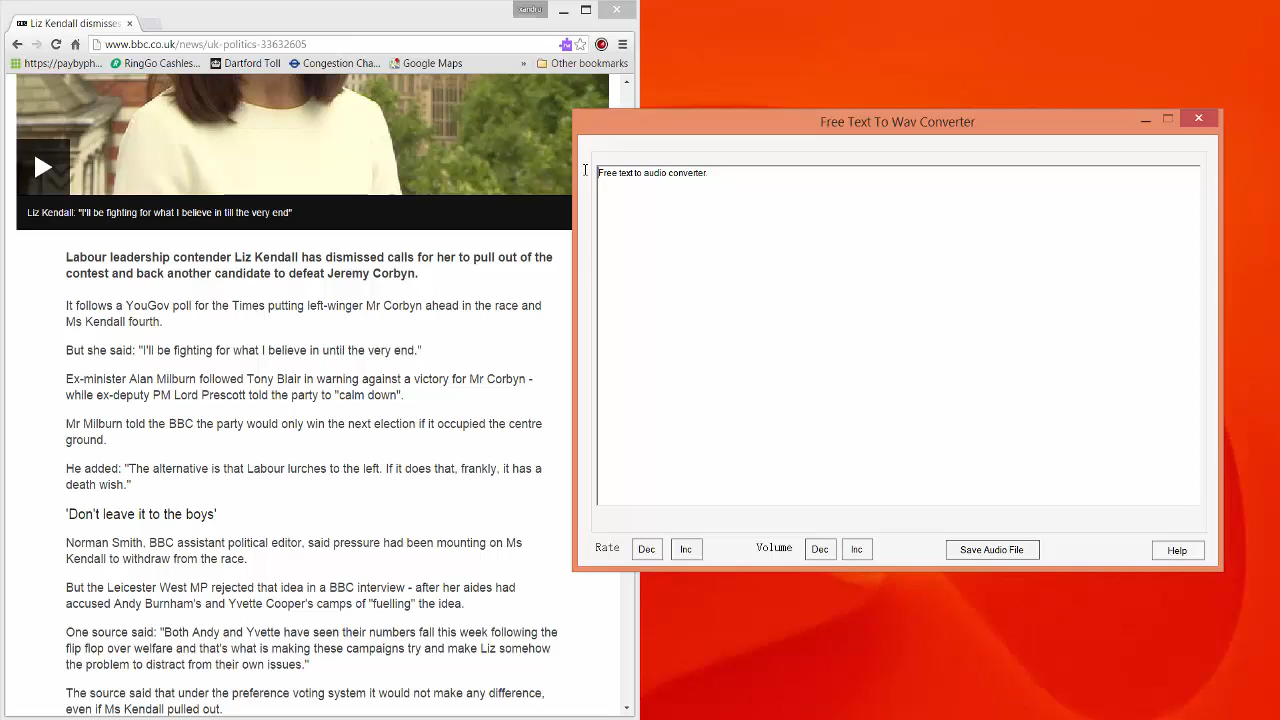 xandru
Liz Kendall dismisses
www.bbc.co.uk/news/uk-politics-33632605
https://paybyph...
RinGo Cashles...
Dartford Toll
Congestion Cha...
Google Maps
»
Other bookmarks
Liz Kendall: "I'll be fighting for what I believe in till the very end"
Labour leadership contender Liz Kendall has dismissed calls for her to pull out of the
contest and back another candidate to defeat Jeremy Corbyn.
It follows a YouGov poll for the Times putting left-winger Mr Corbyn ahead in the race and
Ms Kendall fourth.
But she said: "I'll be fighting for what I believe in until the very end."
Ex-minister Alan Milburn followed Tony Blair in warning against a victory for Mr Corbyn -
while ex-deputy PM Lord Prescott told the party to "calm down".
Mr Milburn told the BBC the party would only win the next election if it occupied the centre
ground.
He added: "The alternative is that Labour lurches to the left. If it does that, frankly, it has a
death wish."
'Don't leave it to the boys'
Norman Smith, BBC assistant political editor, said pressure had been mounting on Ms
Kendall to withdraw from the race.
But the Leicester West MP rejected that idea in a BBC interview - after her aides had
accused Andy Burnham's and Yvette Cooper's camps of "fuelling" the idea.
One source said: "Both Andy and Yvette have seen their numbers fall this week following the
flip flop over welfare and that's what is making these campaigns try and make Liz somehow
the problem to distract from their own issues."
The source said that under the preference voting system it would not make any difference,
even if Ms Kendall pulled out.
Free Text To Wav Converter
Free text to audio converter.
Rate
Dec
Inc
Volume
Dec
Inc
Save Audio File
Help